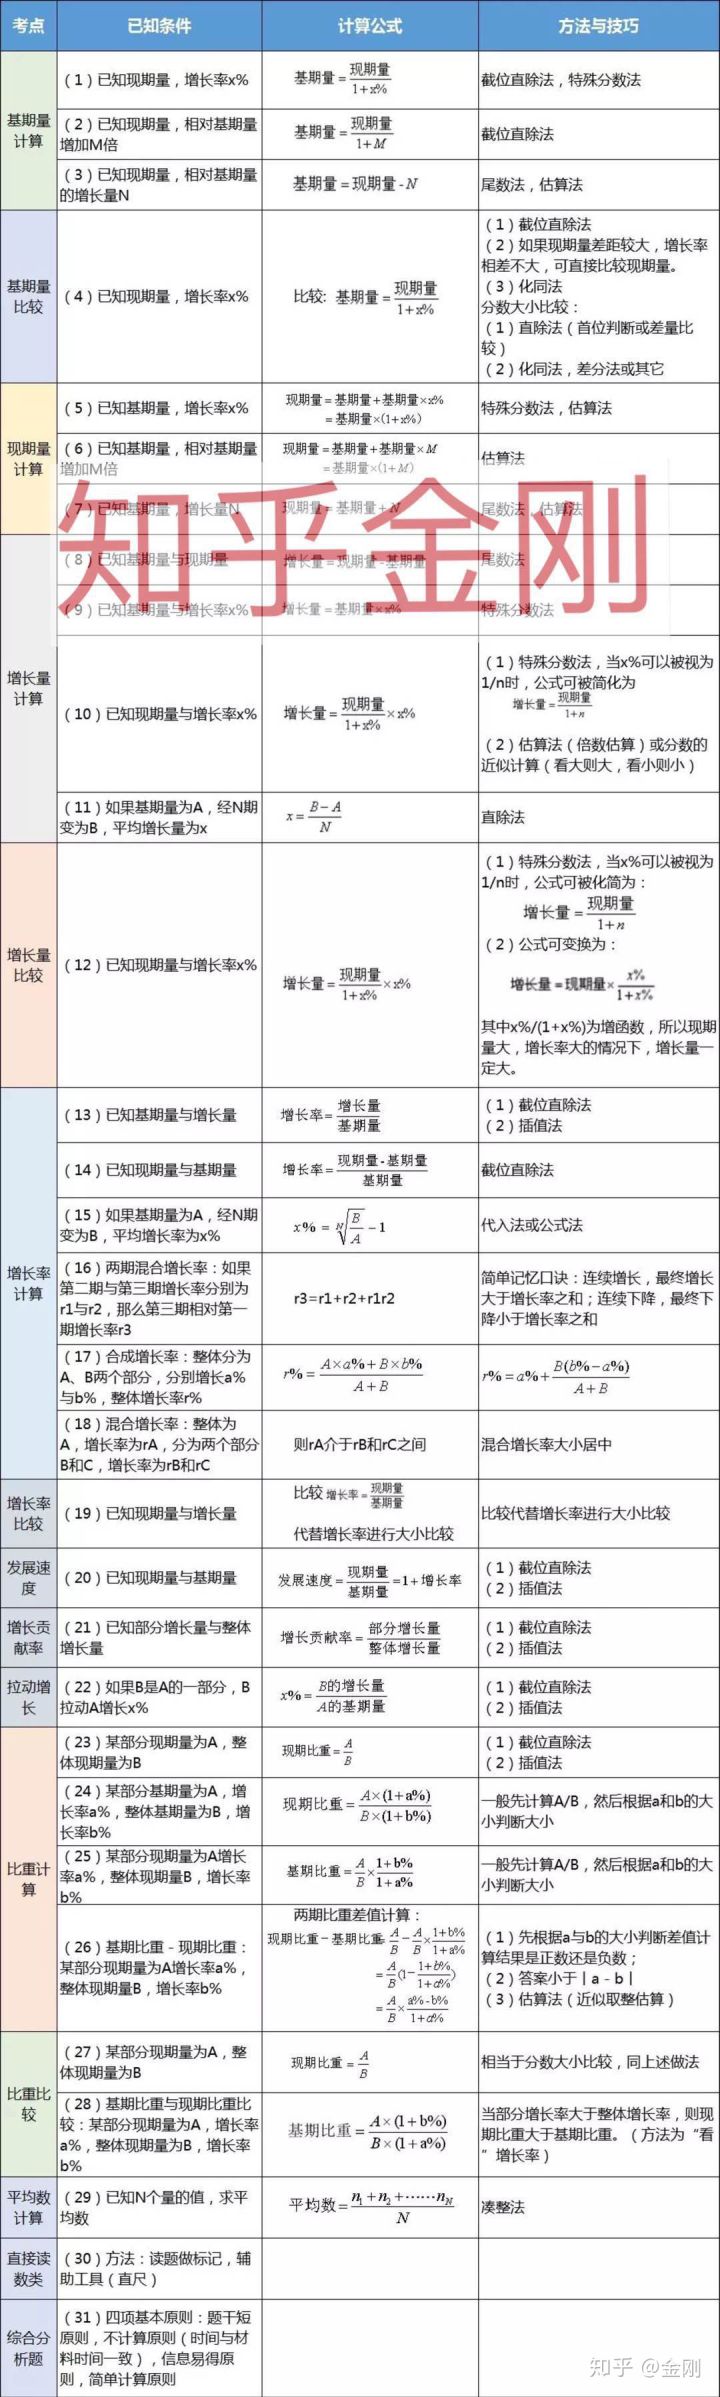 考点 已知条件 计算公式 方法与技巧
基期量
计算
（1）已知现期量，增长率x% 基期量=现期量/(1+x%) 截位直除法，特殊分数法
（2）已知现期量，相对基期量
增加M倍 基期量=现期量/(1+M) 截位直除法
（3）已知现期量，相对基期量
的增长量N 基期量=现期量-N 尾数法，估算法
基期量
比较
（4）已知现期量，增长率x% 比较：基期量=现期量/(1+x%)
（1）截位直除法
（2）如果现期量差距较大，增长率
相差不大，可直接比较现期量。
（3）化同法
分数大小比较：
（1）直除法（首位判断或差量比
较）
（2）化同法，差分法或其它
现期量
计算
（5）已知基期量，增长率x% 现期量=基期量+基期量×x%
=基期量×(1+x%) 特殊分数法，估算法
（6）已知基期量，相对基期量
增加M倍 现期量=基期量+基期量×M
=基期量×(1+M) 估算法
（7）已知基期量，增长量N 现期量=基期量+N 尾数法，估算法
知乎金刚
增长量
计算
（8）已知基期量与现期量 增长量=现期量-基期量 尾数法
（9）已知基期量与增长率x% 增长量=基期量×x% 特殊分数法
（10）已知现期量与增长率x% 增长量=现期量/(1+x%)×x%
（1）特殊分数法，当x%可以被视为
1/n时，公式可被简化为
增长量=现期量/(1+n)
（2）估算法（倍数估算）或分数的
近似计算（看大则大，看小则小）
（11）如果基期量为A，经N期
变为B，平均增长量为x x=(B-A)/N 直除法
增长量
比较
（12）已知现期量与增长率x% 增长量=现期量/(1+x%)×x%
（1）特殊分数法，当x%可以被视为
1/n时，公式可被化简为：
增长量=现期量/(1+n)
（2）公式可变换为：
增长量=现期量×x%/(1+x%)
其中x%/(1+x%)为增函数，所以现期
量大，增长率大的情况下，增长量一
定大。
增长率
计算
（13）已知基期量与增长量 增长率=增长量/基期量
（1）截位直除法
（2）插值法
（14）已知现期量与基期量 增长率=(现期量-基期量)/基期量 截位直除法
（15）如果基期量为A，经N期
变为B，平均增长率为x% x%=ᴺ√(B/A)-1 代入法或公式法
（16）两期混合增长率：如果
第二期与第三期增长率分别为
r1与r2，那么第三期相对第一
期增长率r3 r3=r1+r2+r1r2
简单记忆口诀：连续增长，最终增长
大于增长率之和；连续下降，最终下
降小于增长率之和
（17）合成增长率：整体分为
A、B两个部分，分别增长a%
与b%，整体增长率r% r%=(A×a%+B×b%)/(A+B) r%=a%+B(b%-a%)/(A+B)
（18）混合增长率：整体为
A，增长率为rA，分为两个部分
B和C，增长率为rB和rC 则rA介于rB和rC之间 混合增长率大小居中
增长率
比较
（19）已知现期量与增长量 比较 增长率=现期量/基期量
代替增长率进行大小比较 比较代替增长率进行大小比较
发展速
度
（20）已知现期量与基期量 发展速度=现期量/基期量=1+增长率
（1）截位直除法
（2）插值法
增长贡
献率
（21）已知部分增长量与整体
增长量 增长贡献率=部分增长量/整体增长量
（1）截位直除法
（2）插值法
拉动增
长
（22）如果B是A的一部分，B
拉动A增长x% x%=B的增长量/A的基期量
（1）截位直除法
（2）插值法
比重计
算
（23）某部分现期量为A，整
体现期量为B 现期比重=A/B
（1）截位直除法
（2）插值法
（24）某部分基期量为A，增
长率a%，整体基期量为B，增
长率b% 现期比重=A×(1+a%)/B×(1+b%)
一般先计算A/B，然后根据a和b的大
小判断大小
（25）某部分现期量为A增长
率a%，整体现期量B，增长率
b% 基期比重=A/B×(1+b%)/(1+a%)
一般先计算A/B，然后根据a和b的大
小判断大小
（26）基期比重－现期比重：
某部分现期量为A增长率a%，
整体现期量B，增长率b%
两期比重差值计算：
现期比重-基期比重=A/B-A/B×(1+b%)/(1+a%)
=A/B(1-(1+b%)/(1+a%))
=A/B×(a%-b%)/(1+a%)
（1）先根据a与b的大小判断差值计
算结果是正数还是负数；
（2）答案小于丨a－b丨
（3）估算法（近似取整估算）
比重比
较
（27）某部分现期量为A，整
体现期量为B 现期比重=A/B 相当于分数大小比较，同上述做法
（28）基期比重与现期比重比
较：某部分现期量为A，增长率
a%，整体现期量为B，增长率
b% 基期比重=A×(1+b%)/B×(1+a%)
当部分增长率大于整体增长率，则现
期比重大于基期比重。（方法为“看
”增长率）
平均数
计算
（29）已知N个量的值，求平
均数 平均数=(n₁+n₂+……n_N)/N 凑整法
直接读
数类
（30）方法：读题做标记，辅
助工具（直尺）
综合分
析题
（31）四项基本原则：题干短
原则，不计算原则（时间与材
料时间一致），信息易得原
则，简单计算原则
知乎 @金刚